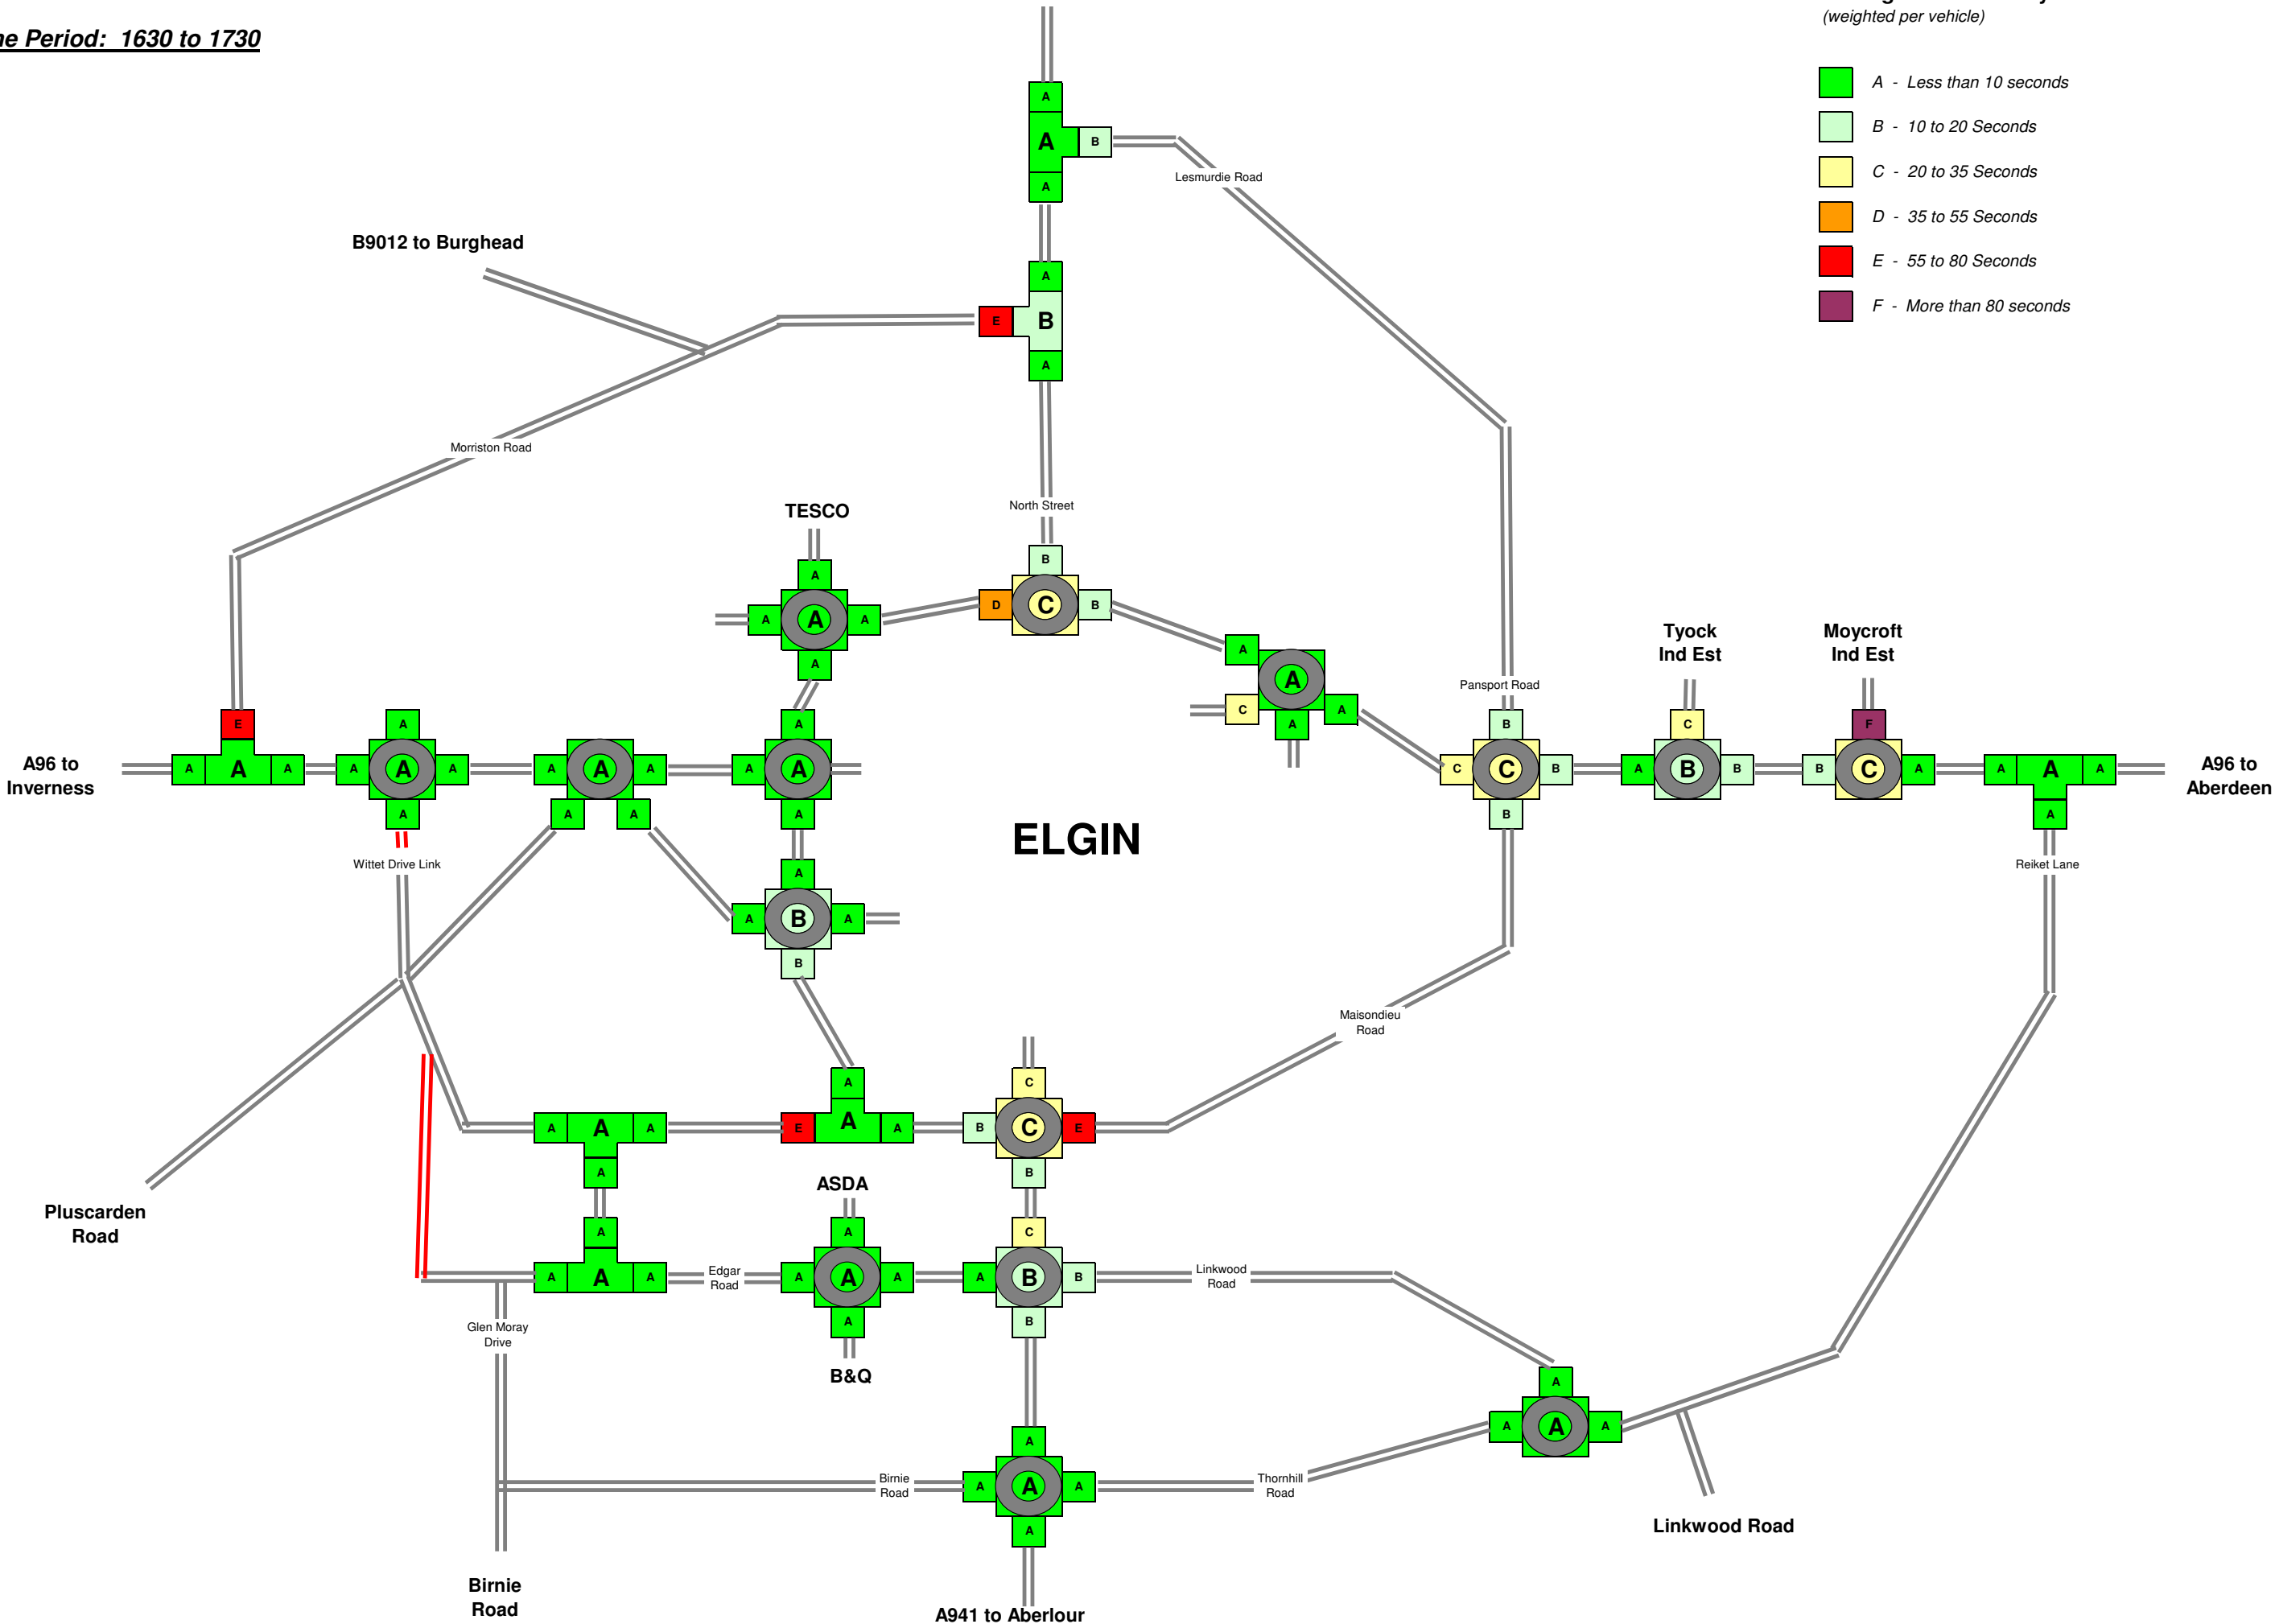 ne Period: 1630 to 1730
(weighted per vehicle)
A - Less than 10 seconds
B - 10 to 20 Seconds
C - 20 to 35 Seconds
D - 35 to 55 Seconds
E - 55 to 80 Seconds
F - More than 80 seconds
A
A
B
A
Lesmurdie Road
B9012 to Burghead
A
E
B
A
Morriston Road
North Street
TESCO
B
A
D
C
B
A
A
A
A
Tyock
Ind Est
Moycroft
Ind Est
A
A
C
A
A
Pansport Road
E
A
A
B
C
F
A96 to
Inverness
A
A
A
A
A
A
A
A
A
A
A
C
C
B
A
B
B
B
C
A
A
A
A
A96 to
Aberdeen
A
A
A
A
B
A
ELGIN
Wittet Drive Link
Reiket Lane
A
A
B
A
B
Maisondieu
Road
A
C
A
A
A
E
A
A
B
C
E
A
B
Pluscarden
Road
ASDA
A
A
C
A
A
A
Edgar
Road
A
A
A
A
B
B
Linkwood
Road
Glen Moray
Drive
A
B
B&Q
A
A
A
A
A
Birnie
Road
A
A
A
Thornhill
Road
A
Linkwood Road
Birnie
Road
A941 to Aberlour